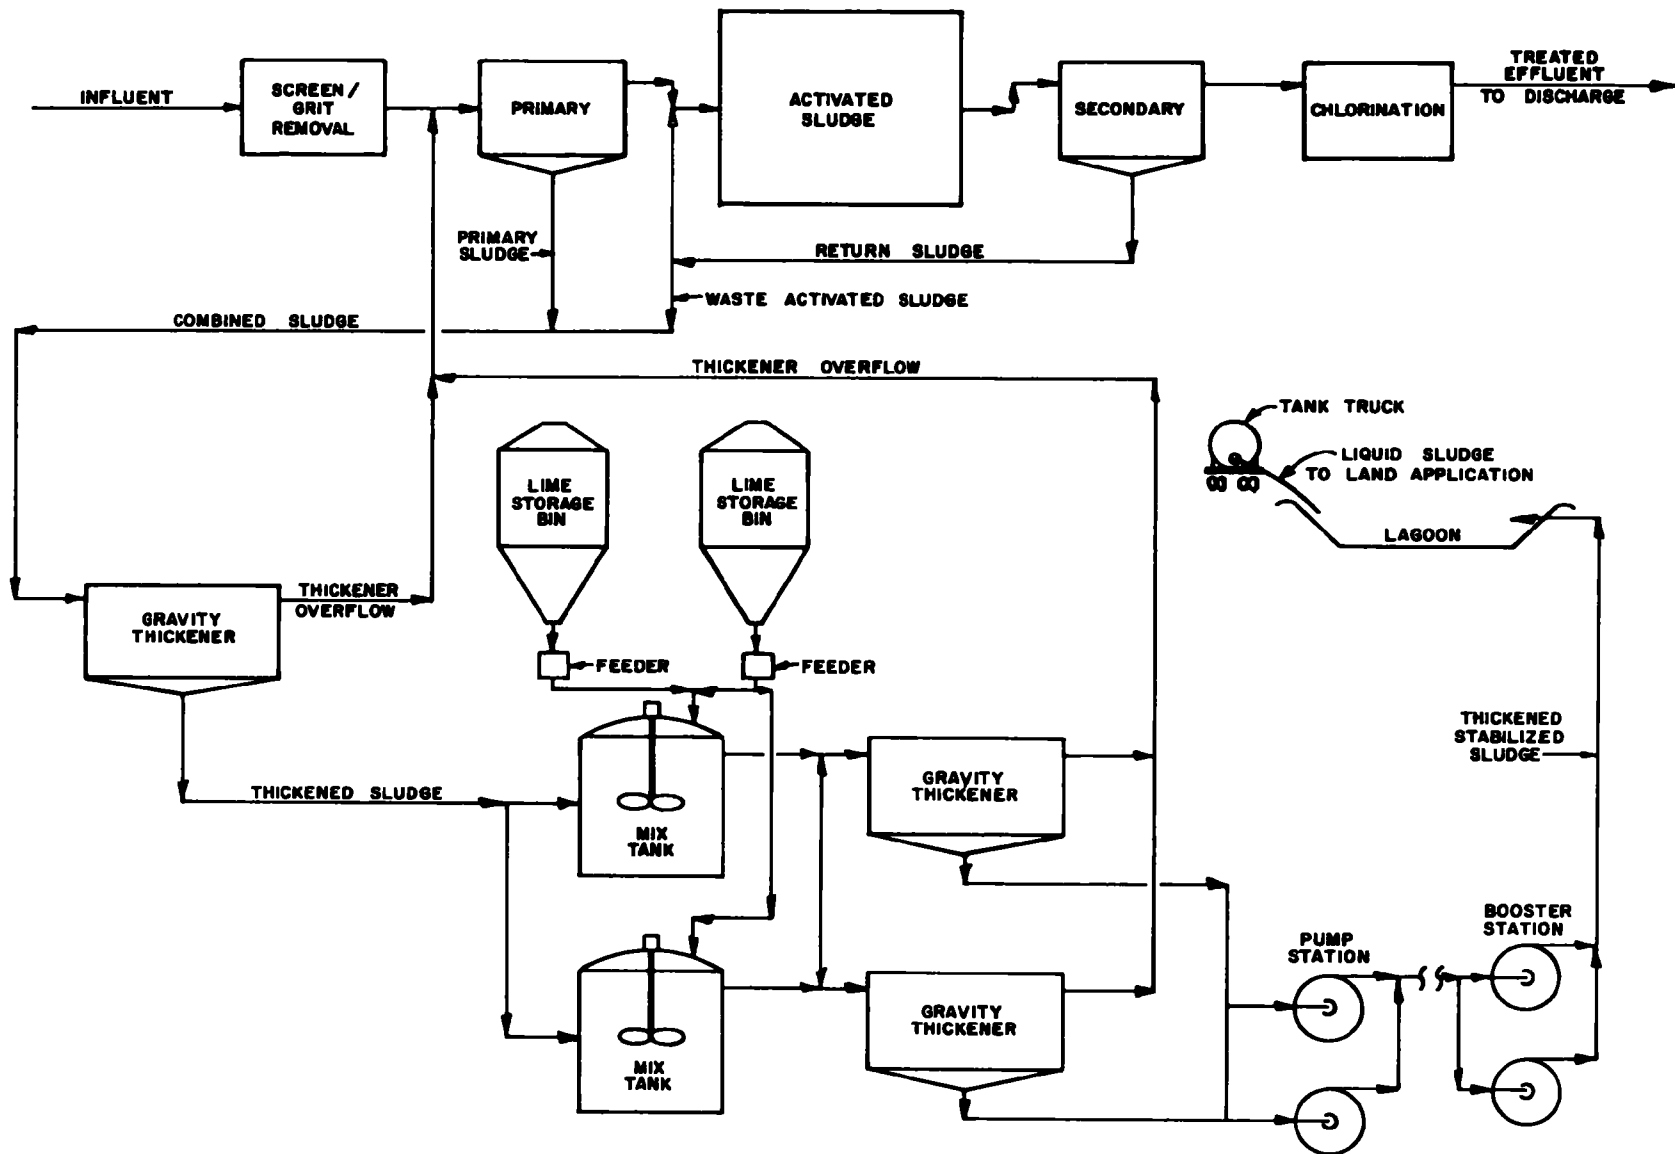 INFLUENT
SCREEN/
GRIT
REMOVAL
PRIMARY
ACTIVATED
SLUDGE
SECONDARY
CHLORINATION
TREATED
EFFLUENT
TO DISCHARGE
PRIMARY
SLUDGE
RETURN SLUDGE
WASTE ACTIVATED SLUDGE
COMBINED SLUDGE
THICKENER OVERFLOW
TANK TRUCK
LIQUID SLUDGE
TO LAND APPLICATION
LAGOON
LIME
STORAGE
BIN
LIME
STORAGE
BIN
GRAVITY
THICKENER
THICKENER
OVERFLOW
FEEDER
FEEDER
THICKENED
STABILIZED
SLUDGE
THICKENED SLUDGE
MIX
TANK
GRAVITY
THICKENER
BOOSTER
STATION
PUMP
STATION
GRAVITY
THICKENER
MIX
TANK